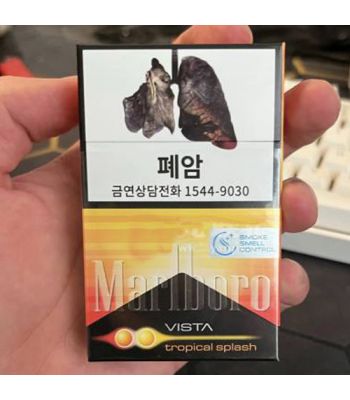 폐암
금연상담전화 1544-9030
SMOKE
SMELL
CONTROL
Marlboro
VISTA
tropical splash